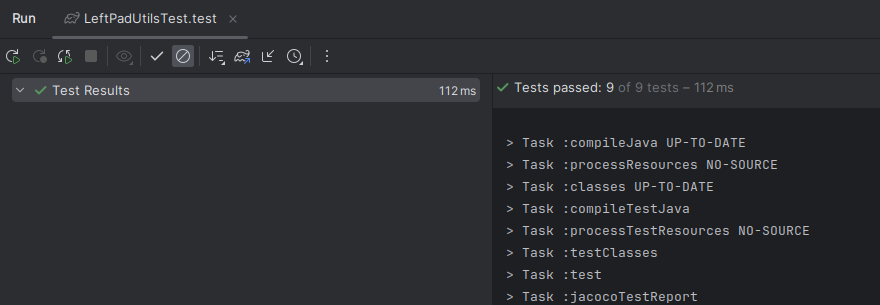 Run LeftPadUtilsTest.test
Test Results 112 ms
Tests passed: 9 of 9 tests – 112 ms
> Task :compileJava UP-TO-DATE
> Task :processResources NO-SOURCE
> Task :classes UP-TO-DATE
> Task :compileTestJava
> Task :processTestResources NO-SOURCE
> Task :testClasses
> Task :test
> Task :jacocoTestReport